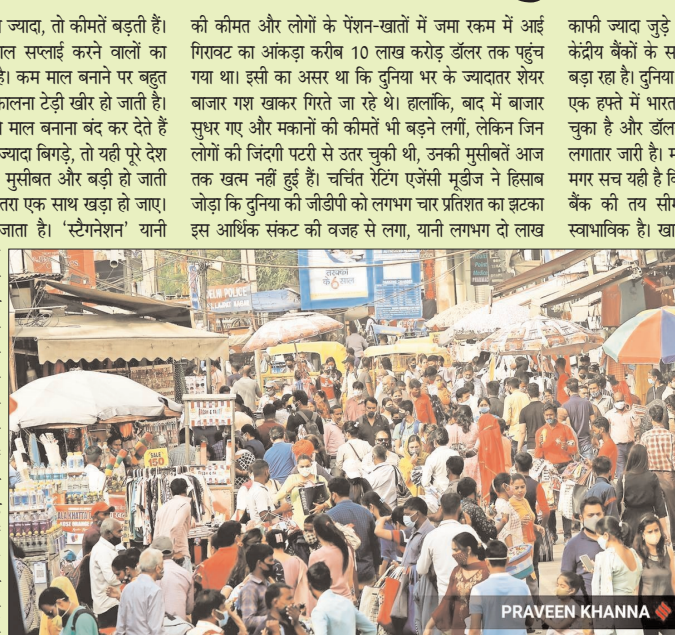 ज्यादा, तो कीमतें बढ़ती हैं।
सप्लाई करने वालों का
है। कम माल बनाने पर बहुत
टेढ़ी खीर हो जाती है।
माल बनाना बंद कर देते हैं
ज्यादा बिगड़े, तो यही पूरे देश
मुसीबत और बड़ी हो जाती
एक साथ खड़ा हो जाए।
जाता है। ‘स्टैगनेशन’ यानी
की कीमत और लोगों के पेंशन-खातों में जमा रकम में आई
गिरावट का आंकड़ा करीब 10 लाख करोड़ डॉलर तक पहुंच
गया था। इसी का असर था कि दुनिया भर के ज्यादातर शेयर
बाजार गश खाकर गिरते जा रहे थे। हालांकि, बाद में बाजार
सुधर गए और मकानों की कीमतें भी बढ़ने लगीं, लेकिन जिन
लोगों की जिंदगी पटरी से उतर चुकी थी, उनकी मुसीबतें आज
तक खत्म नहीं हुई हैं। चर्चित रेटिंग एजेंसी मूडीज ने हिसाब
जोड़ा कि दुनिया की जीडीपी को लगभग चार प्रतिशत का झटका
इस आर्थिक संकट की वजह से लगा, यानी लगभग दो लाख
काफी ज्यादा जुड़े
केंद्रीय बैंकों के
बड़ा रहा है। दुनिया
एक हफ्ते में भारत
चुका है और
लगातार जारी है।
मगर सच यही है
बैंक की तय
स्वाभाविक है।
DELHI POLICE
SALE
150
PRAVEEN KHANNA